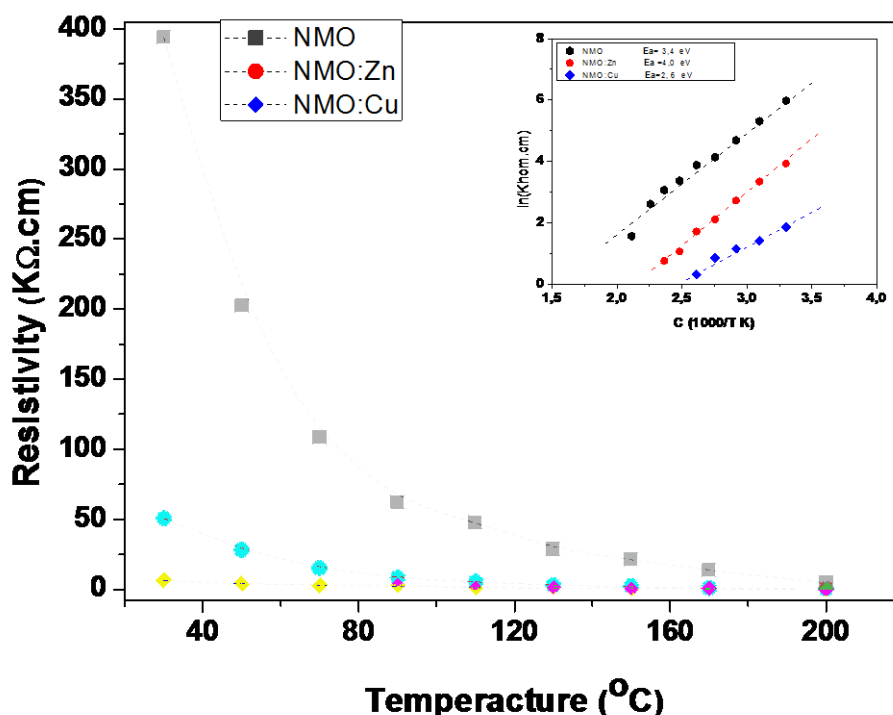 400
350
300
250
200
150
100
50
0
Resistivity (KΩ.cm)
40
80
120
160
200
Temperacture (°C)
NMO
NMO:Zn
NMO:Cu
8
6
4
2
0
ln(Khom.cm)
NMO Ea= 3,4 eV
NMO:Zn Ea =4,0 eV
NMO:Cu Ea=2,6 eV
1,5
2,0
2,5
3,0
3,5
4,0
C (1000/T K)